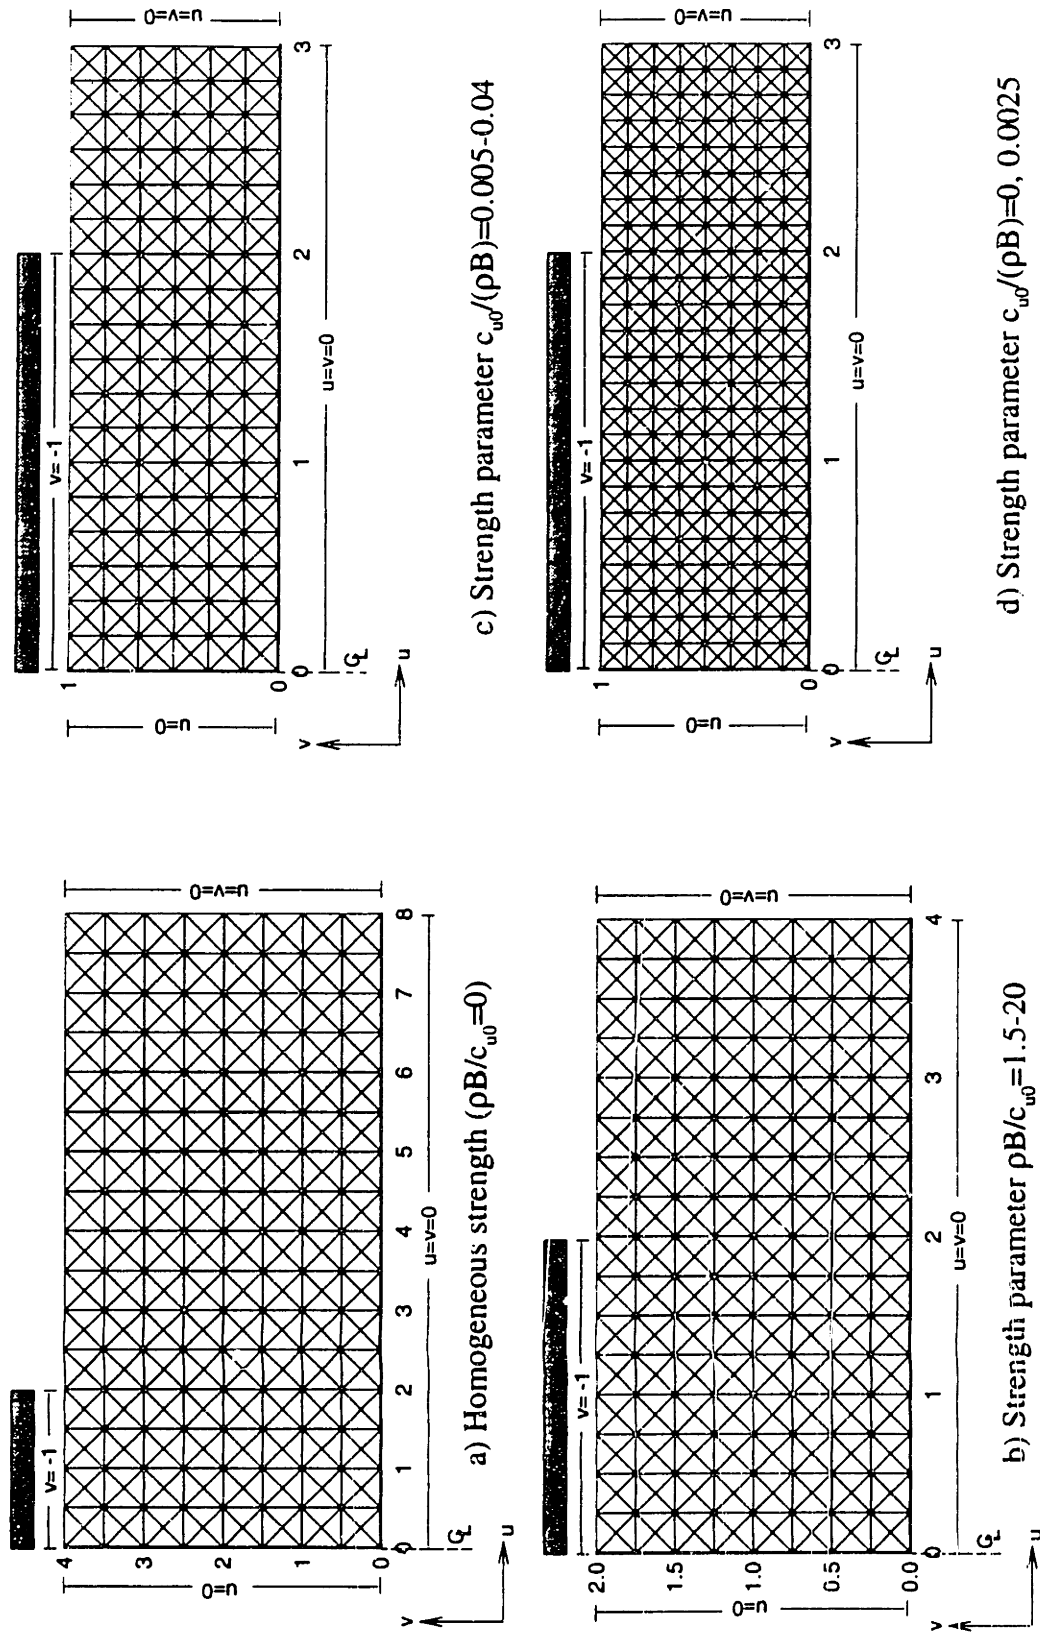 v= -1
4
3
2
1
0
u=0
u=v=0
0 1 2 3 4 5 6 7 8
u=v=0
v
u
℄
a) Homogeneous strength (ρB/c_u0=0)
v= -1
2.0
1.5
1.0
0.5
0.0
u=0
u=v=0
0 1 2 3 4
u=v=0
v
u
℄
b) Strength parameter ρB/c_u0=1.5-20
v= -1
1
0
u=0
u=v=0
0 1 2 3
u=v=0
v
u
℄
c) Strength parameter c_u0/(ρB)=0.005-0.04
v= -1
1
0
u=0
u=v=0
0 1 2 3
u=v=0
v
u
℄
d) Strength parameter c_u0/(ρB)=0, 0.0025